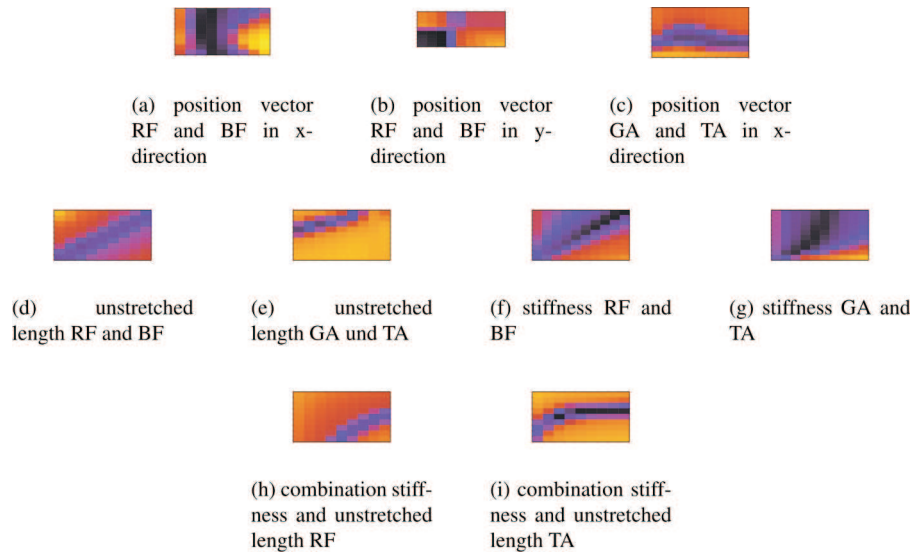 (a) position vector
RF and BF in x-
direction
(b) position vector
RF and BF in y-
direction
(c) position vector
GA and TA in x-
direction
(d) unstretched
length RF and BF
(e) unstretched
length GA und TA
(f) stiffness RF and
BF
(g) stiffness GA and
TA
(h) combination stiff-
ness and unstretched
length RF
(i) combination stiff-
ness and unstretched
length TA